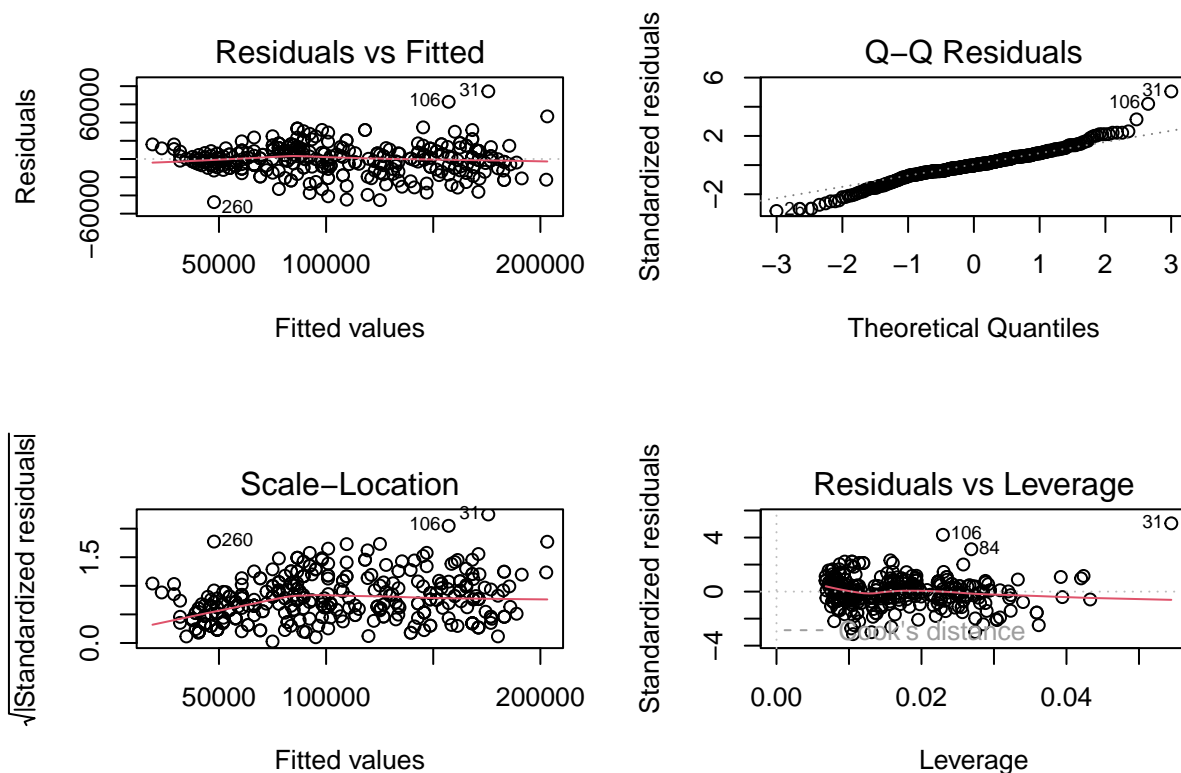 Residuals vs Fitted
Residuals
−60000
60000
106
31
260
50000
100000
200000
Fitted values
Q−Q Residuals
Standardized residuals
−2
2
6
106
31
−3
−2
−1
0
1
2
3
Theoretical Quantiles
Scale−Location
√|Standardized residuals|
0.0
1.5
260
106
31
50000
100000
200000
Fitted values
Residuals vs Leverage
Standardized residuals
−4
0
4
106
84
31
Cook's distance
0.00
0.02
0.04
Leverage